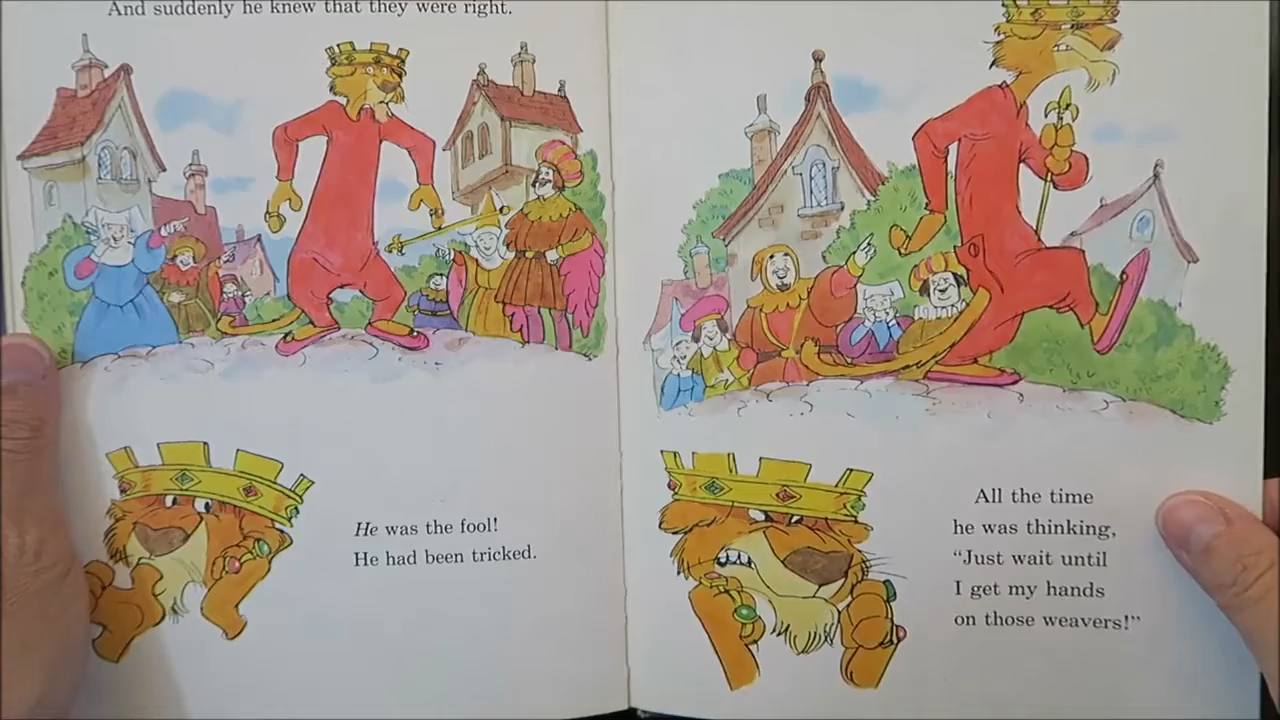 And suddenly he knew that they were right.
He was the fool!
He had been tricked.
All the time
he was thinking,
“Just wait until
I get my hands
on those weavers!”